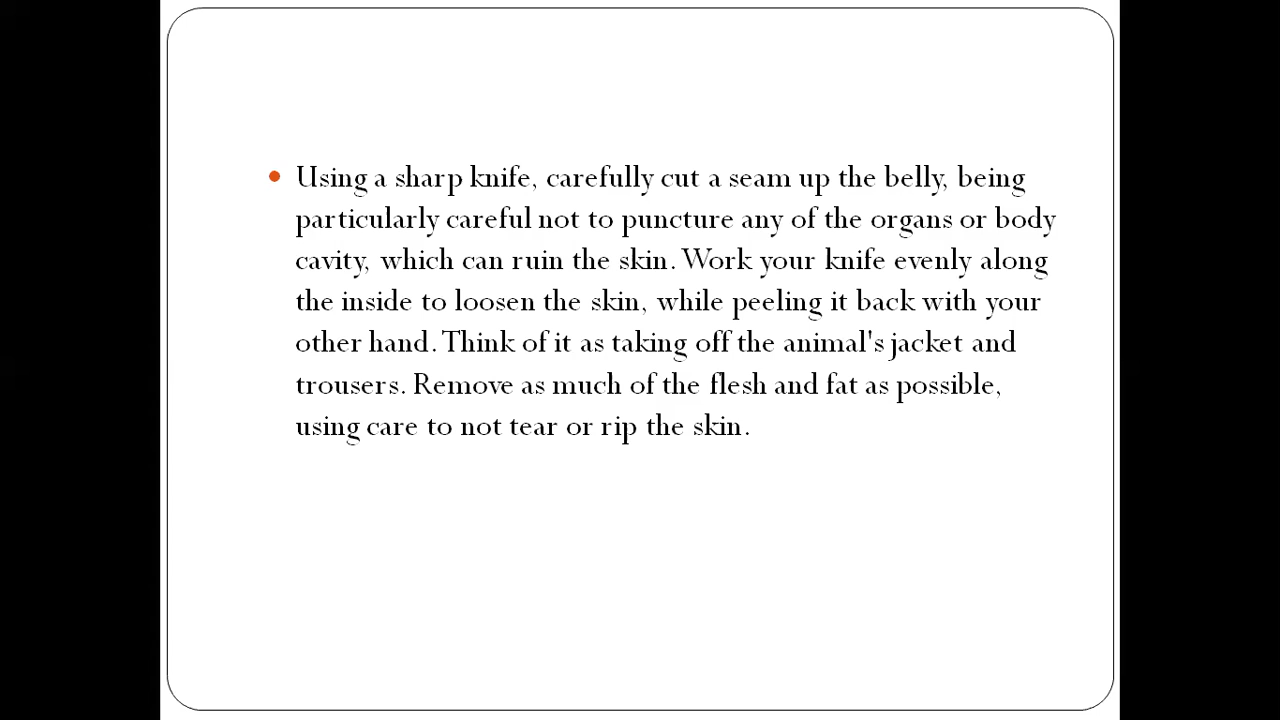 Using a sharp knife, carefully cut a seam up the belly, being
particularly careful not to puncture any of the organs or body
cavity, which can ruin the skin. Work your knife evenly along
the inside to loosen the skin, while peeling it back with your
other hand. Think of it as taking off the animal's jacket and
trousers. Remove as much of the flesh and fat as possible,
using care to not tear or rip the skin.